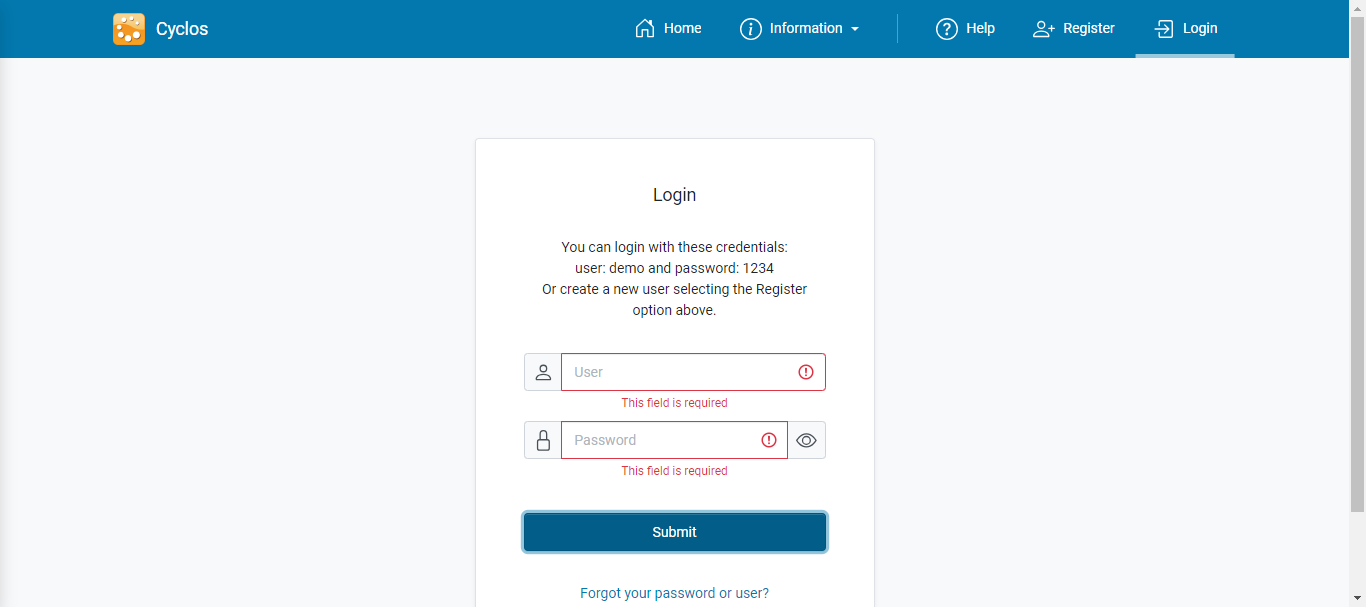 Cyclos
Home
Information
Help
Register
Login
Login
You can login with these credentials:
user: demo and password: 1234
Or create a new user selecting the Register
option above.
User
This field is required
Password
This field is required
Submit
Forgot your password or user?